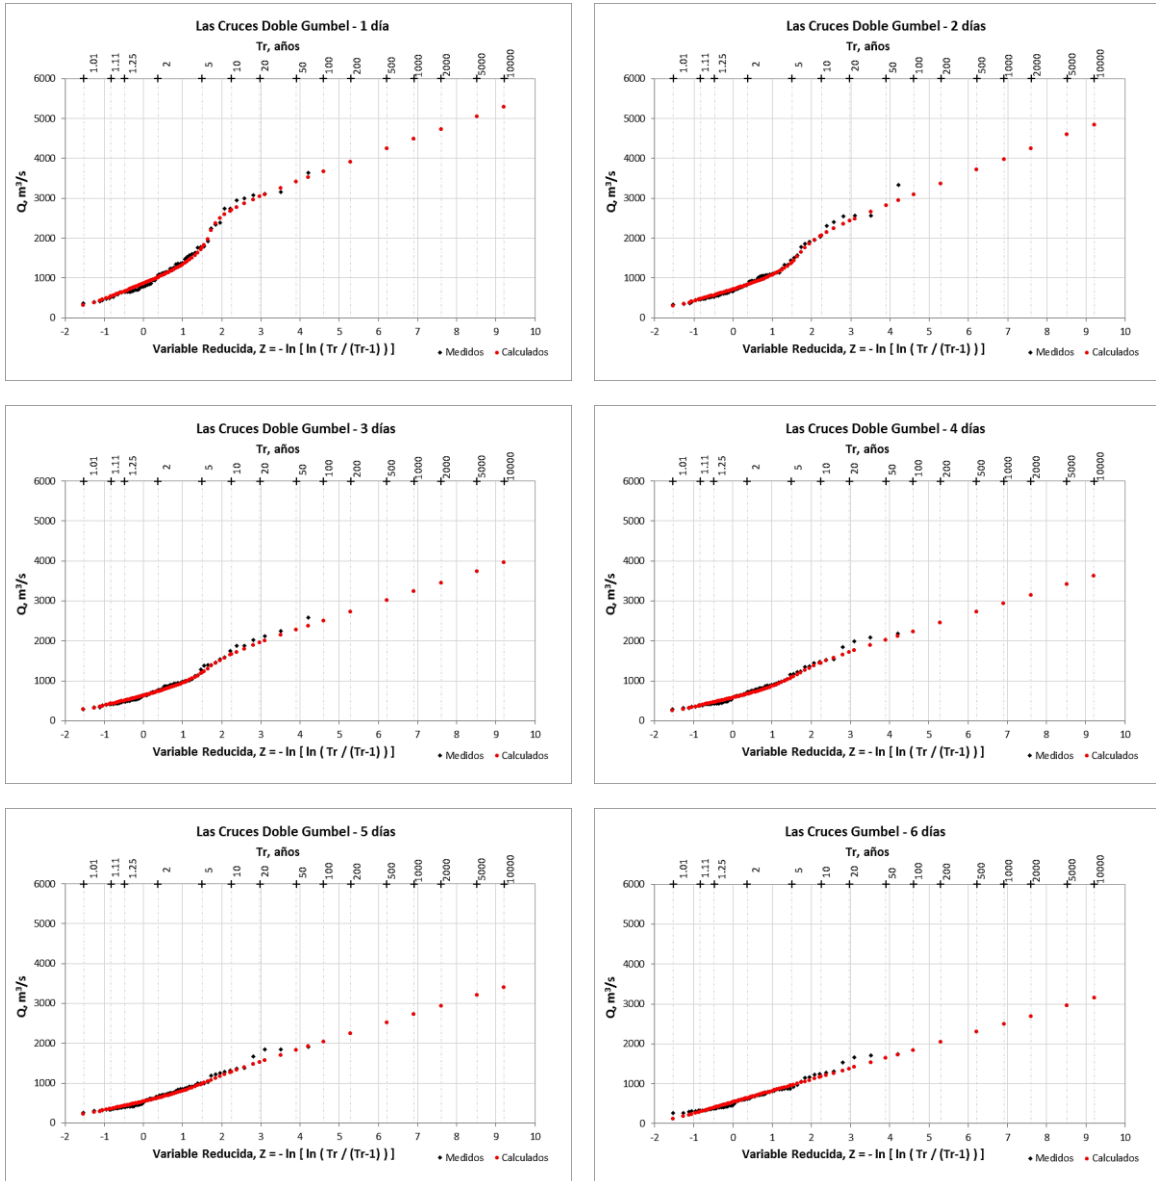 Las Cruces Doble Gumbel - 1 día
Tr, años
1.01 1.11 1.25 2 5 10 20 50 100 200 500 1000 2000 5000 10000
6000
5000
4000
3000
2000
1000
0
Q, m³/s
-2 -1 0 1 2 3 4 5 6 7 8 9 10
Variable Reducida, Z = - ln [ ln ( Tr / (Tr-1) ) ]
Medidos Calculados
Las Cruces Doble Gumbel - 2 días
Tr, años
1.01 1.11 1.25 2 5 10 20 50 100 200 500 1000 2000 5000 10000
6000
5000
4000
3000
2000
1000
0
Q, m³/s
-2 -1 0 1 2 3 4 5 6 7 8 9 10
Variable Reducida, Z = - ln [ ln ( Tr / (Tr-1) ) ]
Medidos Calculados
Las Cruces Doble Gumbel - 3 días
Tr, años
1.01 1.11 1.25 2 5 10 20 50 100 200 500 1000 2000 5000 10000
6000
5000
4000
3000
2000
1000
0
Q, m³/s
-2 -1 0 1 2 3 4 5 6 7 8 9 10
Variable Reducida, Z = - ln [ ln ( Tr / (Tr-1) ) ]
Medidos Calculados
Las Cruces Doble Gumbel - 4 días
Tr, años
1.01 1.11 1.25 2 5 10 20 50 100 200 500 1000 2000 5000 10000
6000
5000
4000
3000
2000
1000
0
Q, m³/s
-2 -1 0 1 2 3 4 5 6 7 8 9 10
Variable Reducida, Z = - ln [ ln ( Tr / (Tr-1) ) ]
Medidos Calculados
Las Cruces Doble Gumbel - 5 días
Tr, años
1.01 1.11 1.25 2 5 10 20 50 100 200 500 1000 2000 5000 10000
6000
5000
4000
3000
2000
1000
0
Q, m³/s
-2 -1 0 1 2 3 4 5 6 7 8 9 10
Variable Reducida, Z = - ln [ ln ( Tr / (Tr-1) ) ]
Medidos Calculados
Las Cruces Gumbel - 6 días
Tr, años
1.01 1.11 1.25 2 5 10 20 50 100 200 500 1000 2000 5000 10000
6000
5000
4000
3000
2000
1000
0
Q, m³/s
-2 -1 0 1 2 3 4 5 6 7 8 9 10
Variable Reducida, Z = - ln [ ln ( Tr / (Tr-1) ) ]
Medidos Calculados